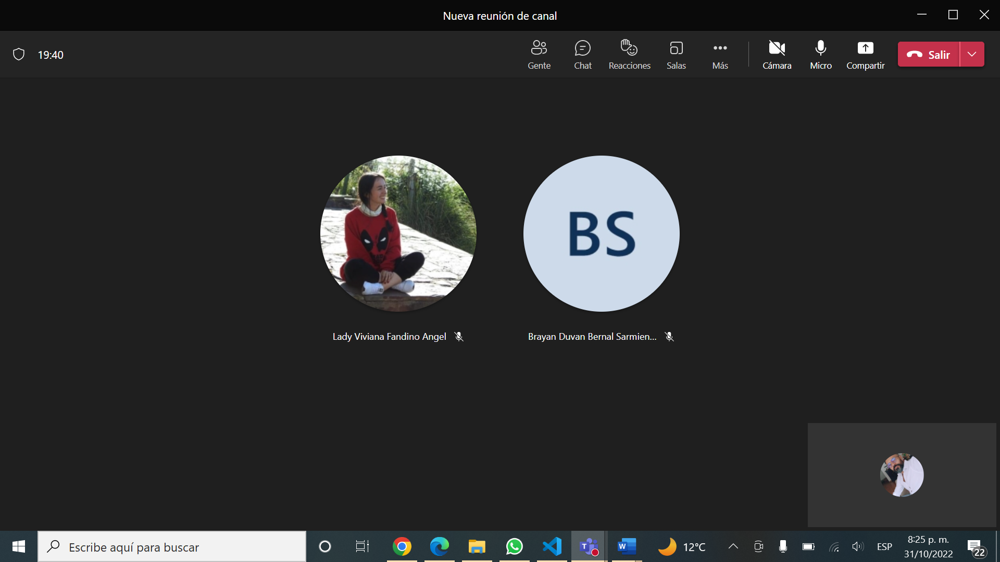 Nueva reunión de canal
19:40
Gente
Chat
Reacciones
Salas
Más
Cámara
Micro
Compartir
Salir
BS
Lady Viviana Fandino Angel
Brayan Duvan Bernal Sarmien...
Escribe aquí para buscar
12°C
ESP
8:25 p. m.
31/10/2022
22